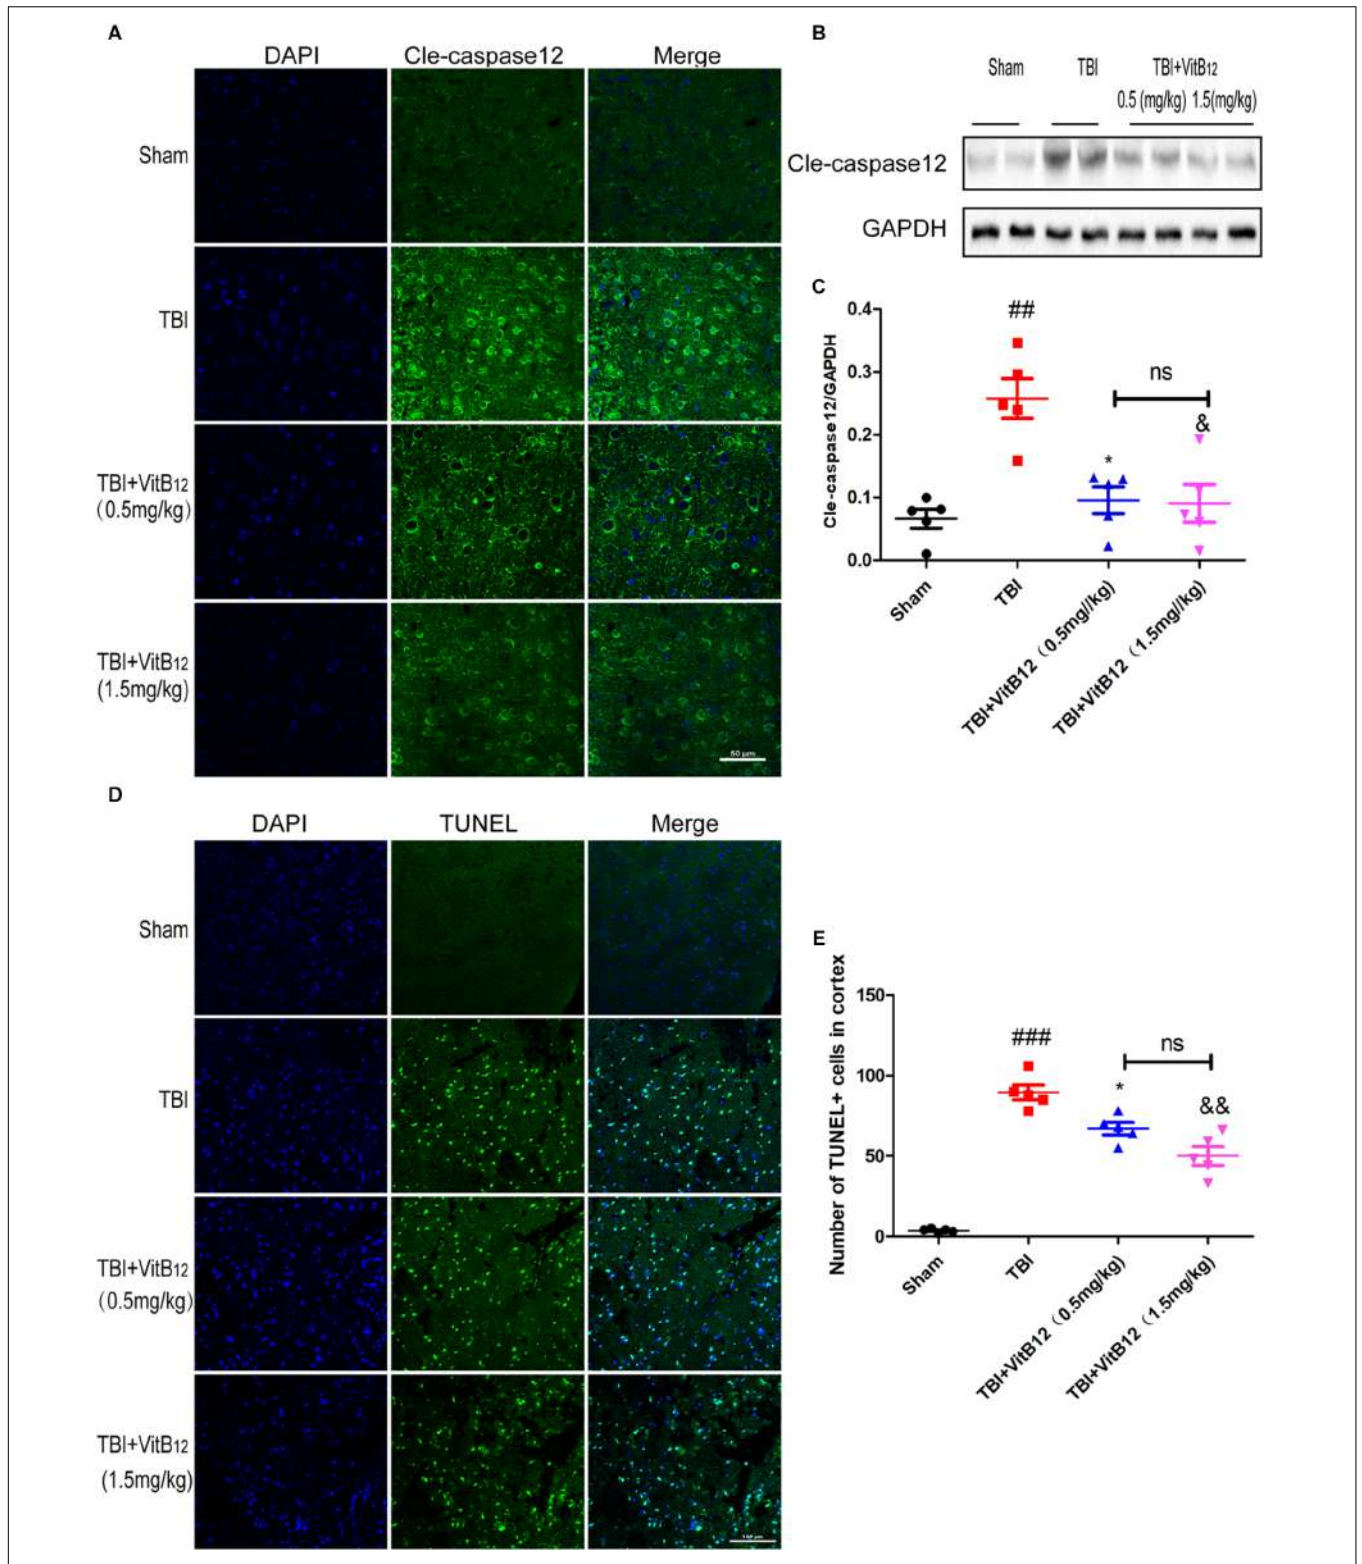 A
DAPI Cle-caspase12 Merge
Sham
TBI
TBI+VitB12
(0.5mg/kg)
TBI+VitB12
(1.5mg/kg)
50 μm
B
Sham TBI TBI+VitB12
0.5 (mg/kg) 1.5(mg/kg)
Cle-caspase12
GAPDH
C
Cle-caspase12/GAPDH
0.4
0.3
0.2
0.1
0.0
##
*
ns
&
Sham
TBI
TBI+VitB12（0.5mg//kg)
TBI+VitB12（1.5mg//kg)
D
DAPI TUNEL Merge
Sham
TBI
TBI+VitB12
(0.5mg/kg)
TBI+VitB12
(1.5mg/kg)
E
Number of TUNEL+ cells in cortex
150
100
50
0
###
*
ns
&&
Sham
TBI
TBI+VitB12（0.5mg/kg)
TBI+VitB12（1.5mg/kg)